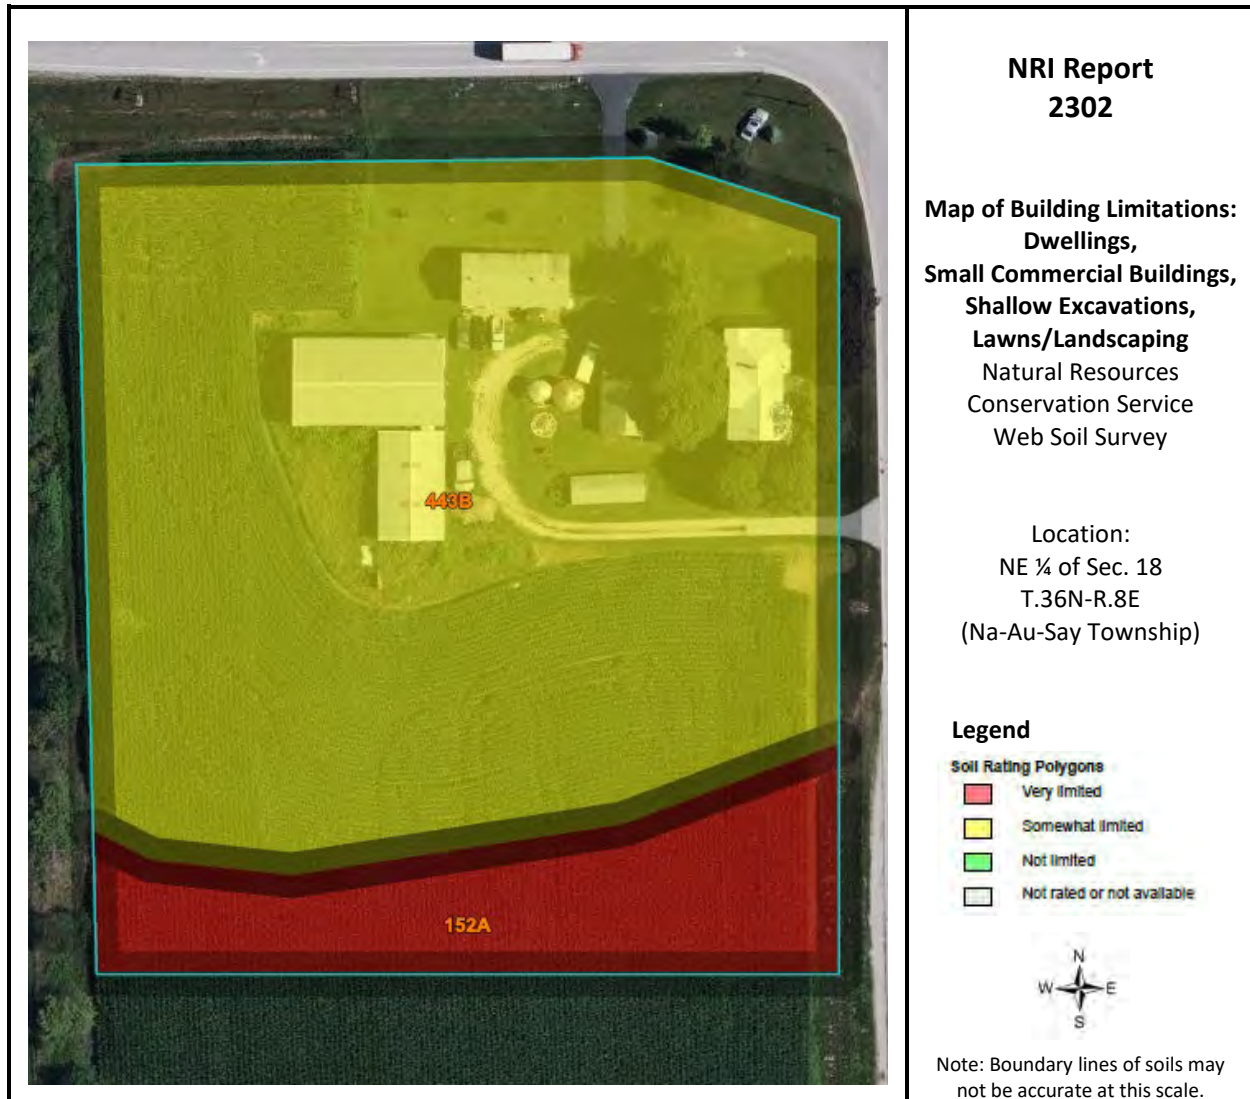 NRI Report
2302
Map of Building Limitations:
Dwellings,
Small Commercial Buildings,
Shallow Excavations,
Lawns/Landscaping
Natural Resources
Conservation Service
Web Soil Survey
Location:
NE ¼ of Sec. 18
T.36N-R.8E
(Na-Au-Say Township)
Legend
Soil Rating Polygons
Very limited
Somewhat limited
Not limited
Not rated or not available
N
W E
S
Note: Boundary lines of soils may
not be accurate at this scale.
443B
152A